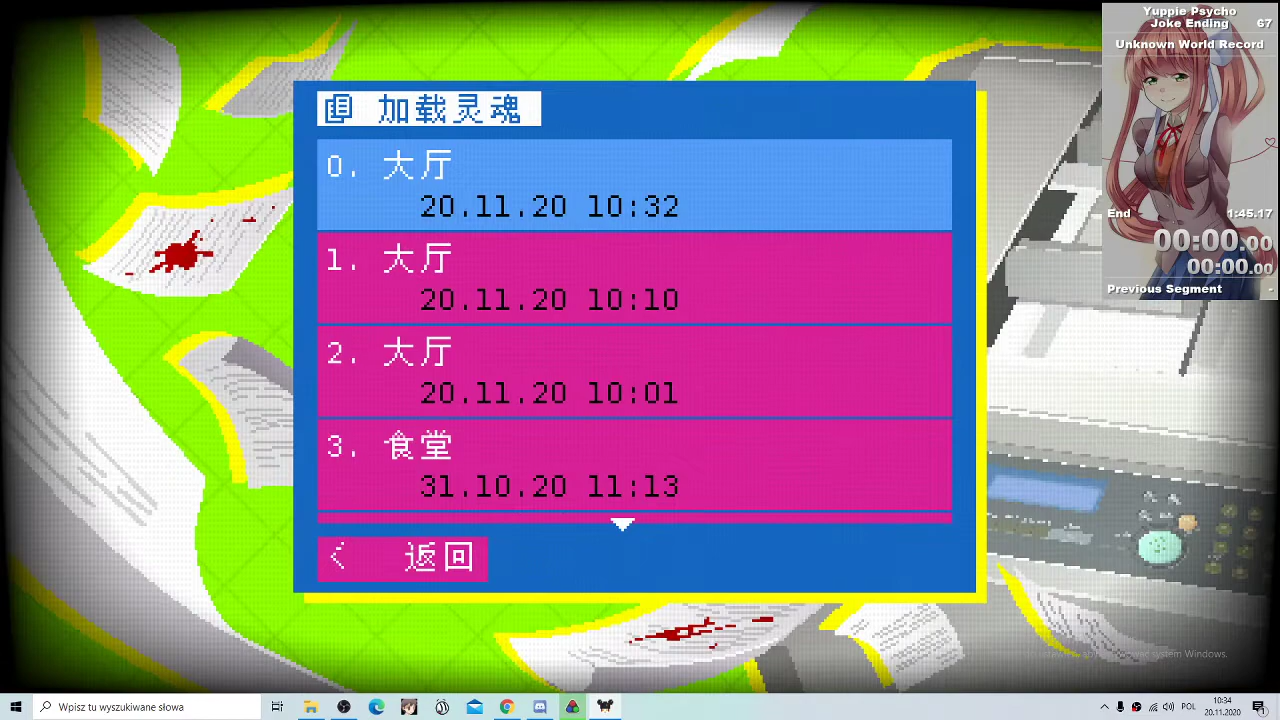 Yuppie Psycho
Joke Ending 67
Unknown World Record
加载灵魂
0. 大厅
20.11.20 10:32
1. 大厅
20.11.20 10:10
2. 大厅
20.11.20 10:01
3. 食堂
31.10.20 11:13
く 返回
End 1:45.17
00:00.00
00:00.00
Previous Segment -
system Windows.
Wpisz tu wyszukiwane słowa
POL
10:34
20.11.2020